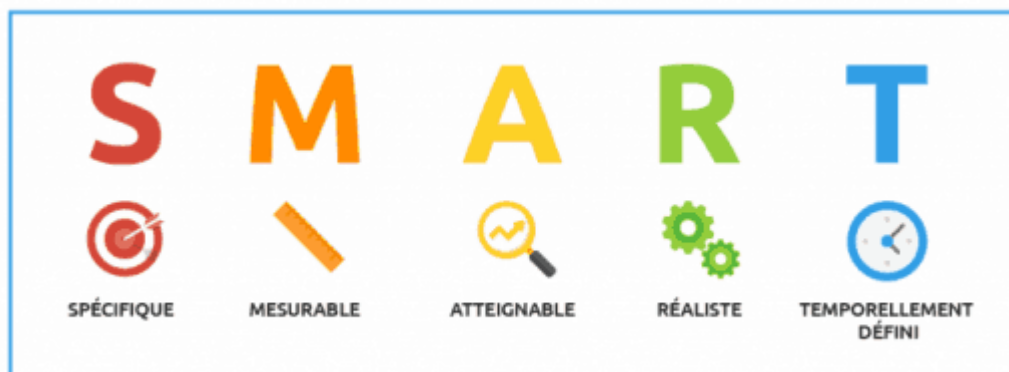 S M A R T
SPÉCIFIQUE MESURABLE ATTEIGNABLE RÉALISTE TEMPORELLEMENT
DÉFINI